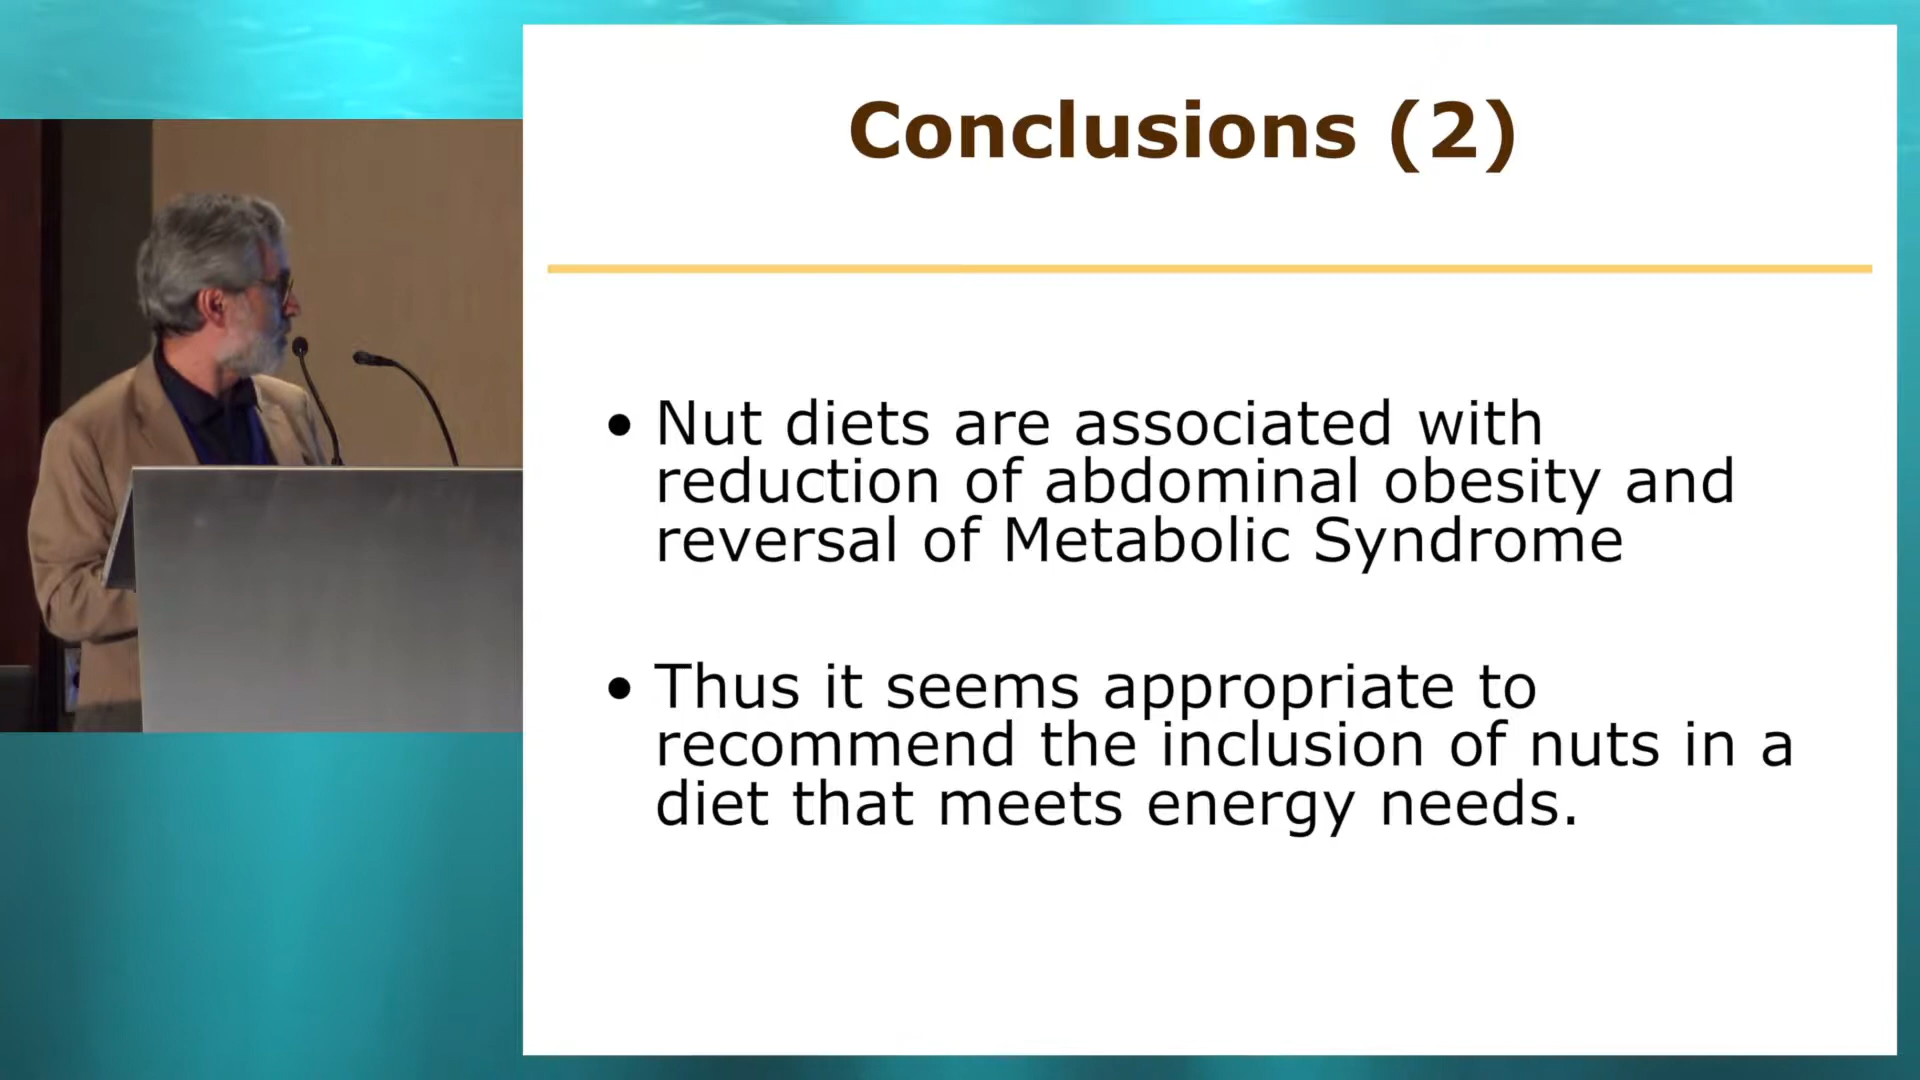 Conclusions (2)
• Nut diets are associated with
reduction of abdominal obesity and
reversal of Metabolic Syndrome
• Thus it seems appropriate to
recommend the inclusion of nuts in a
diet that meets energy needs.